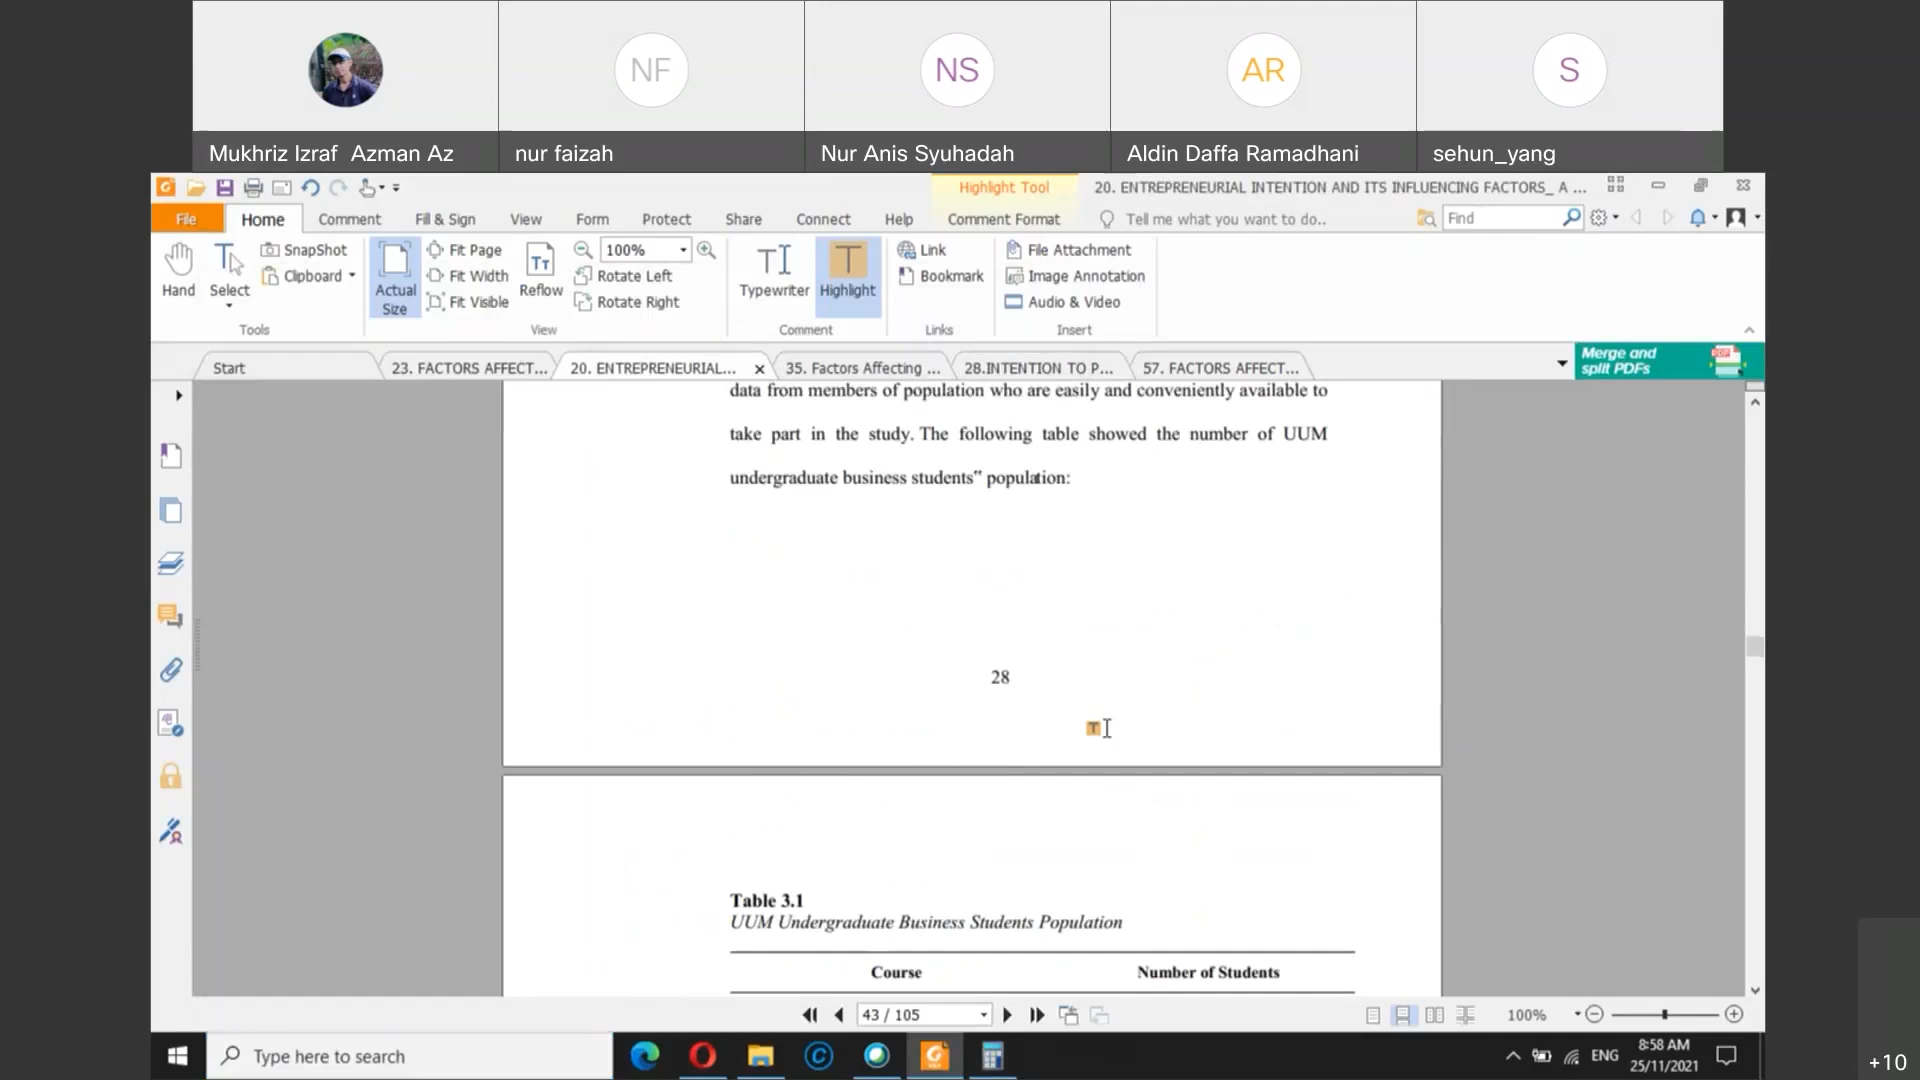 NF
NS
AR
S
Mukhriz Izraf Azman Az
nur faizah
Nur Anis Syuhadah
Aldin Daffa Ramadhani
sehun_yang
Highlight Tool
20. ENTREPRENEURIAL INTENTION AND ITS INFLUENCING FACTORS_ A ...
File
Home
Comment
Fill & Sign
View
Form
Protect
Share
Connect
Help
Comment Format
Tell me what you want to do..
Find
Hand
Select
SnapShot
Clipboard
Tools
Actual Size
Fit Page
Fit Width
Fit Visible
Reflow
100%
Rotate Left
Rotate Right
View
Typewriter
Highlight
Comment
Link
Bookmark
Links
File Attachment
Image Annotation
Audio & Video
Insert
Start
23. FACTORS AFFECT...
20. ENTREPRENEURIAL...
35. Factors Affecting ...
28.INTENTION TO P...
57. FACTORS AFFECT...
Merge and
split PDFs
data from members of population who are easily and conveniently available to
take part in the study. The following table showed the number of UUM
undergraduate business students" population:
28
Table 3.1
UUM Undergraduate Business Students Population
Course Number of Students
43 / 105
100%
Type here to search
ENG
8:58 AM
25/11/2021
+10